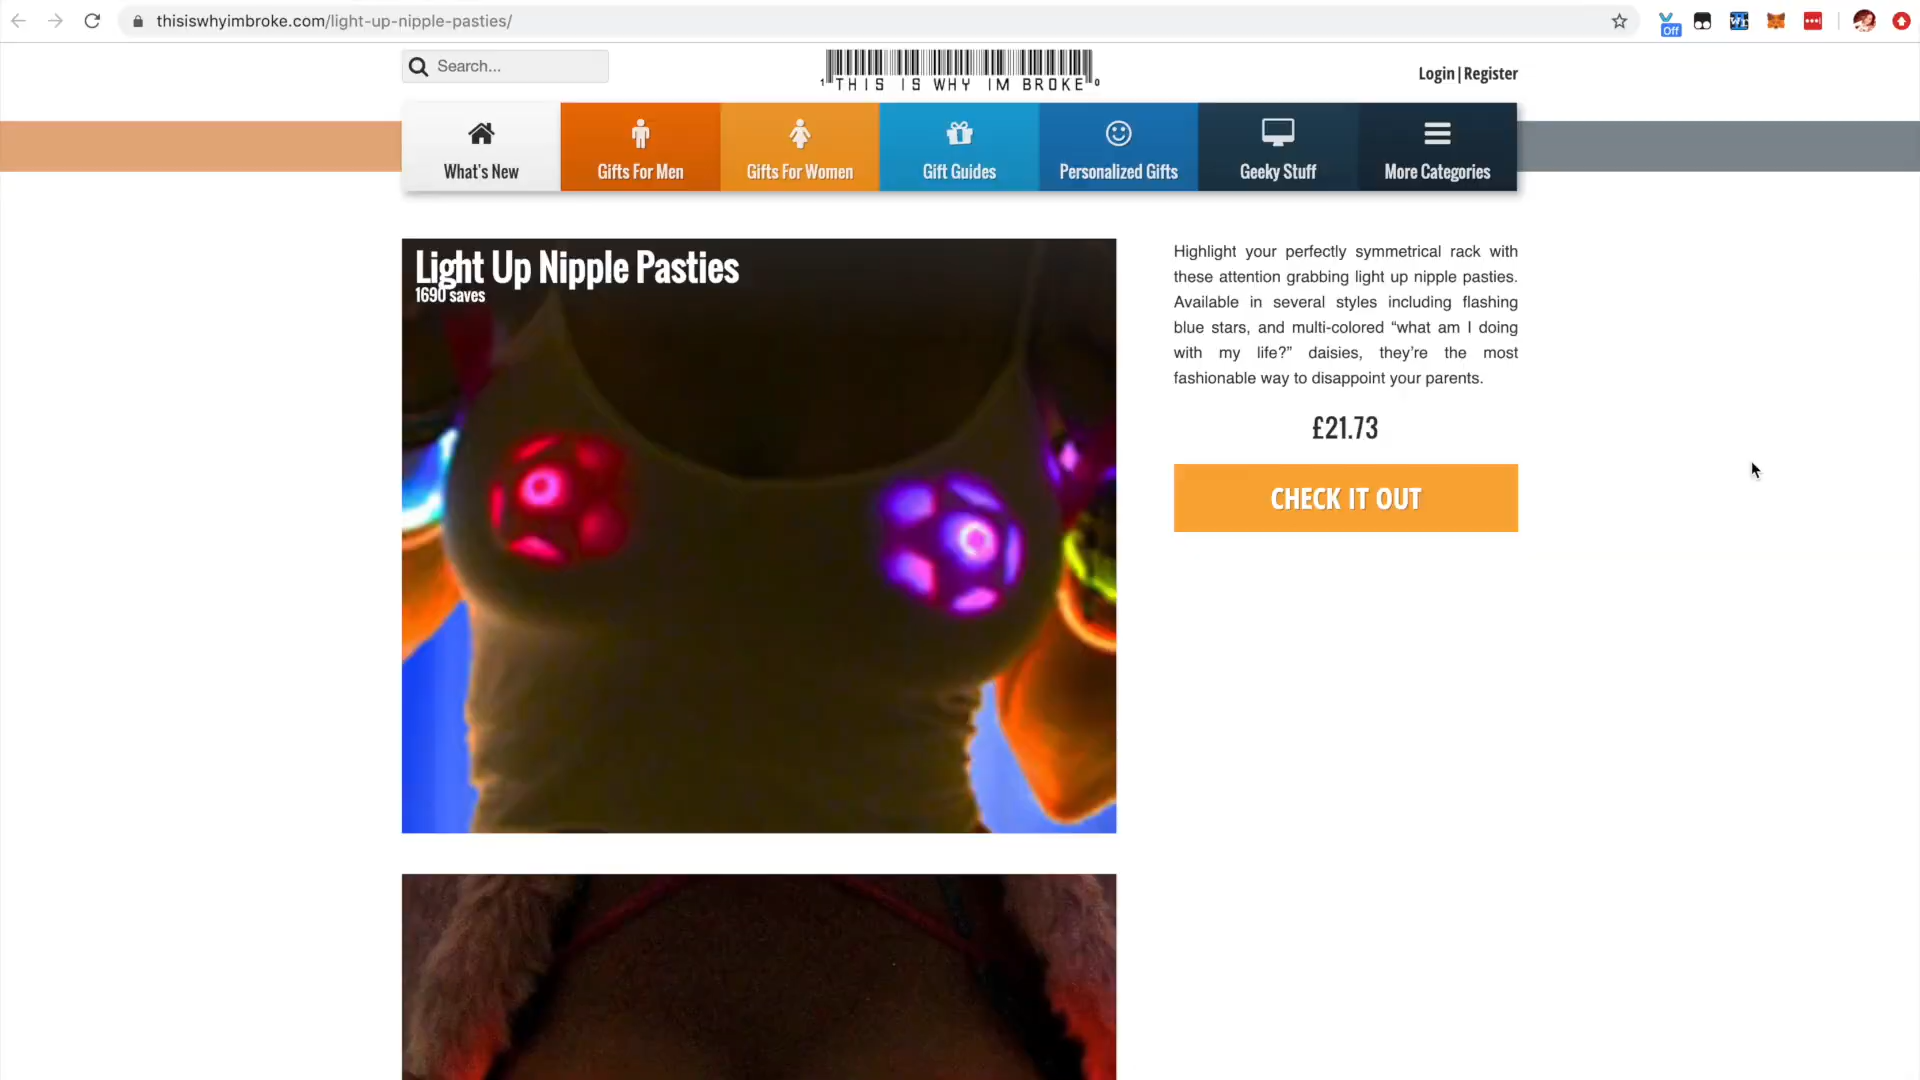 thisiswhyimbroke.com/light-up-nipple-pasties/
Off
Search...
THIS IS WHY IM BROKE
Login|Register
What's New
Gifts For Men
Gifts For Women
Gift Guides
Personalized Gifts
Geeky Stuff
More Categories
Light Up Nipple Pasties
1690 saves
Highlight your perfectly symmetrical rack with
these attention grabbing light up nipple pasties.
Available in several styles including flashing
blue stars, and multi-colored “what am I doing
with my life?” daisies, they’re the most
fashionable way to disappoint your parents.
£21.73
CHECK IT OUT